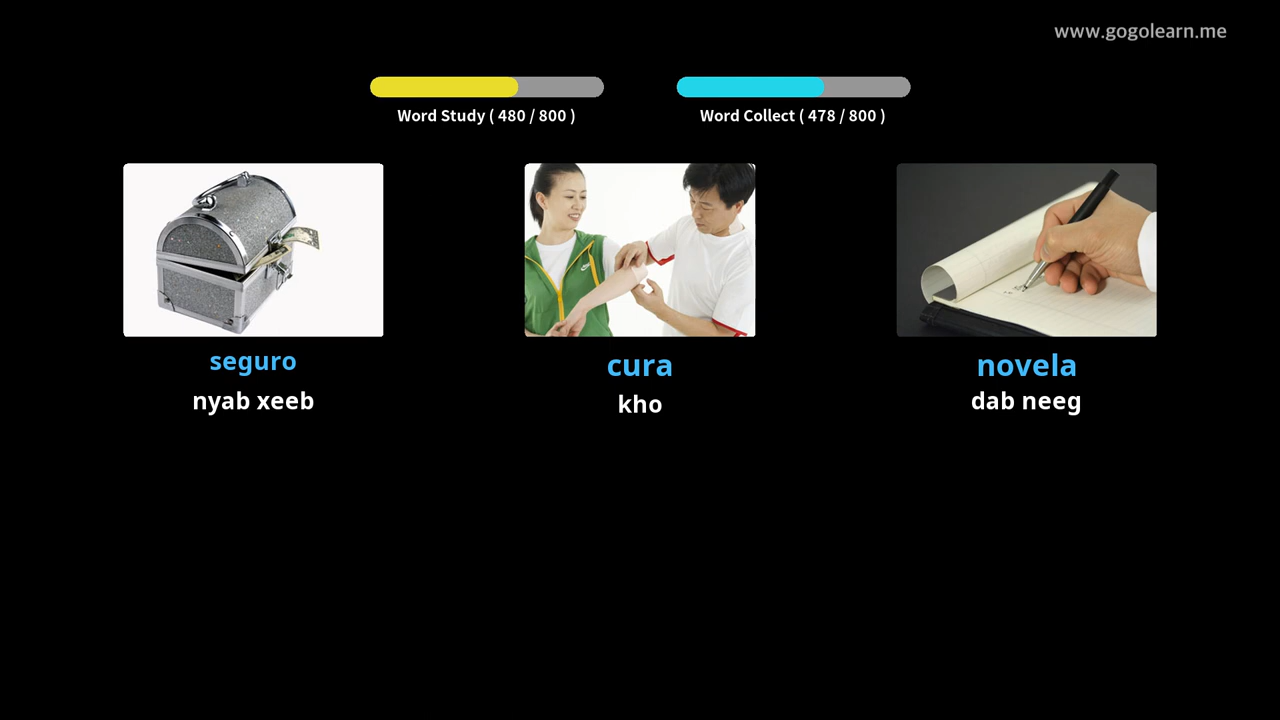 www.gogolearn.me
Word Study ( 480 / 800 )
Word Collect ( 478 / 800 )
seguro
nyab xeeb
cura
kho
novela
dab neeg